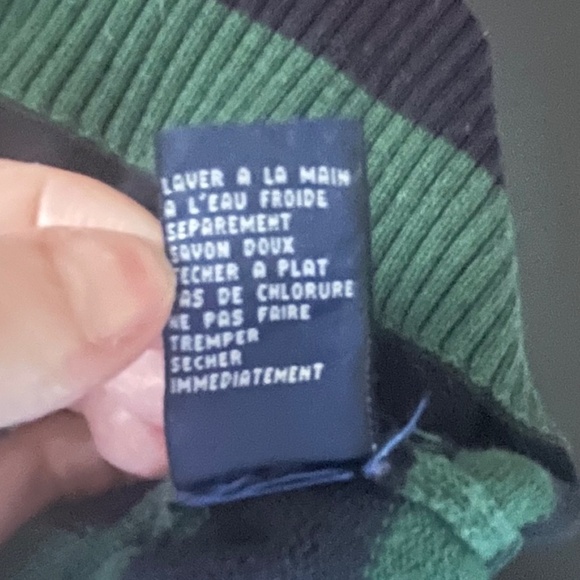 LAVER A LA MAIN
A L'EAU FROIDE
SEPAREMENT
SAVON DOUX
SECHER A PLAT
PAS DE CHLORURE
NE PAS FAIRE
TREMPER
SECHER
IMMEDIATEMENT